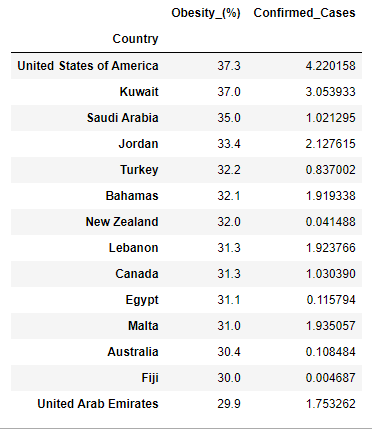 Obesity_(%) Confirmed_Cases
Country
United States of America 37.3 4.220158
Kuwait 37.0 3.053933
Saudi Arabia 35.0 1.021295
Jordan 33.4 2.127615
Turkey 32.2 0.837002
Bahamas 32.1 1.919338
New Zealand 32.0 0.041488
Lebanon 31.3 1.923766
Canada 31.3 1.030390
Egypt 31.1 0.115794
Malta 31.0 1.935057
Australia 30.4 0.108484
Fiji 30.0 0.004687
United Arab Emirates 29.9 1.753262